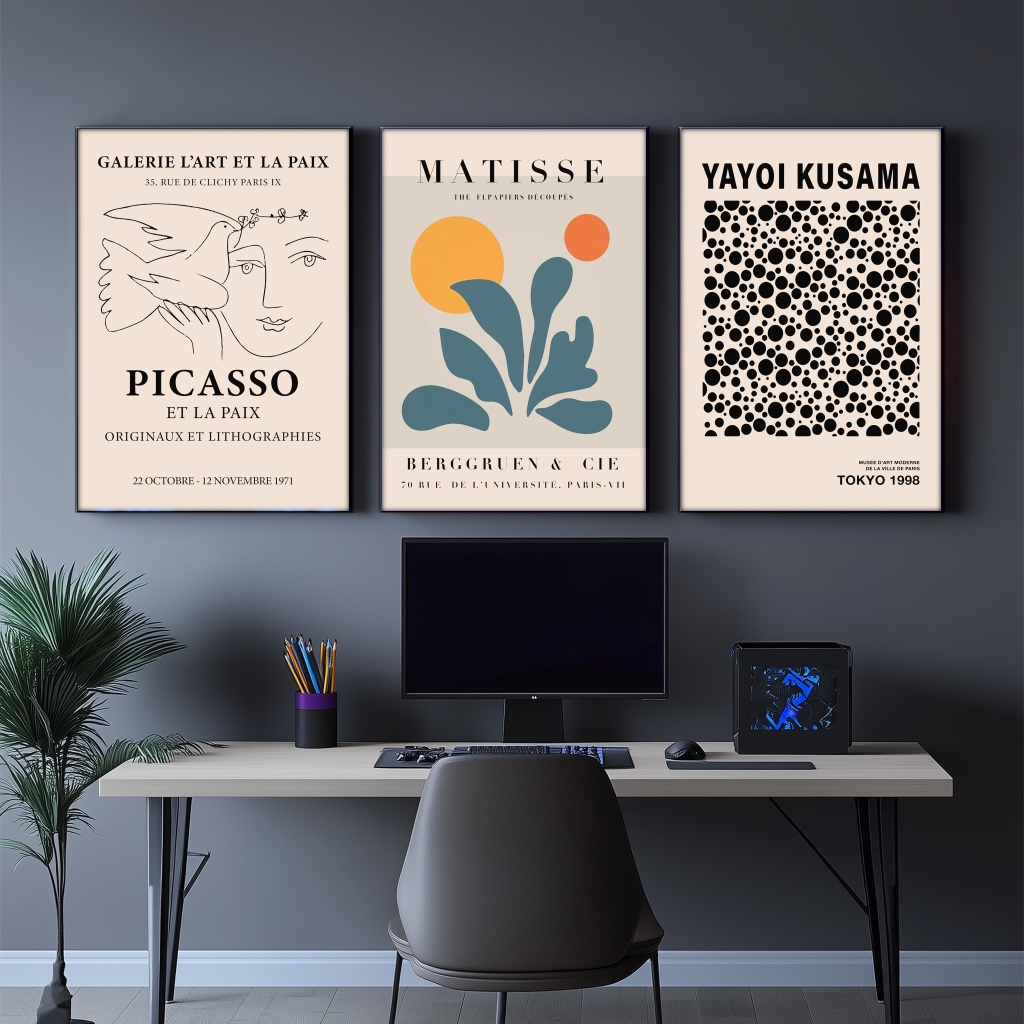 GALERIE L'ART ET LA PAIX
35. RUE DE CLICHY PARIS IX
PICASSO
ET LA PAIX
ORIGINAUX ET LITHOGRAPHIES
22 OCTOBRE - 12 NOVEMBRE 1971
MATISSE
THE FLPAPIERS DÉCOUPÉS
BERGGRUEN & CIE
70 RUE DE L'UNIVERSITÉ, PARIS-VII
YAYOI KUSAMA
MUSÉE D'ART MODERNE
DE LA VILLE DE PARIS
TOKYO 1998